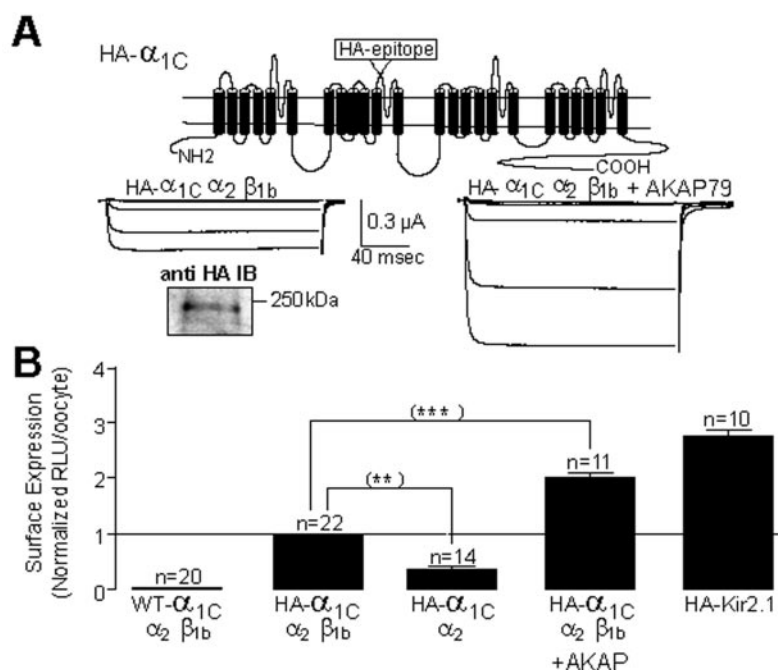 A
HA-α1C
HA-epitope
NH2
COOH
HA-α1C α2 β1b
0.3 µA
40 msec
HA-α1C α2 β1b + AKAP79
anti HA IB
250kDa
B
Surface Expression
(Normalized RLU/oocyte)
4
3
2
1
0
(***)
(**)
n=20
n=22
n=14
n=11
n=10
WT-α1C
α2 β1b
HA-α1C
α2 β1b
HA-α1C
α2
HA-α1C
α2 β1b
+AKAP
HA-Kir2.1